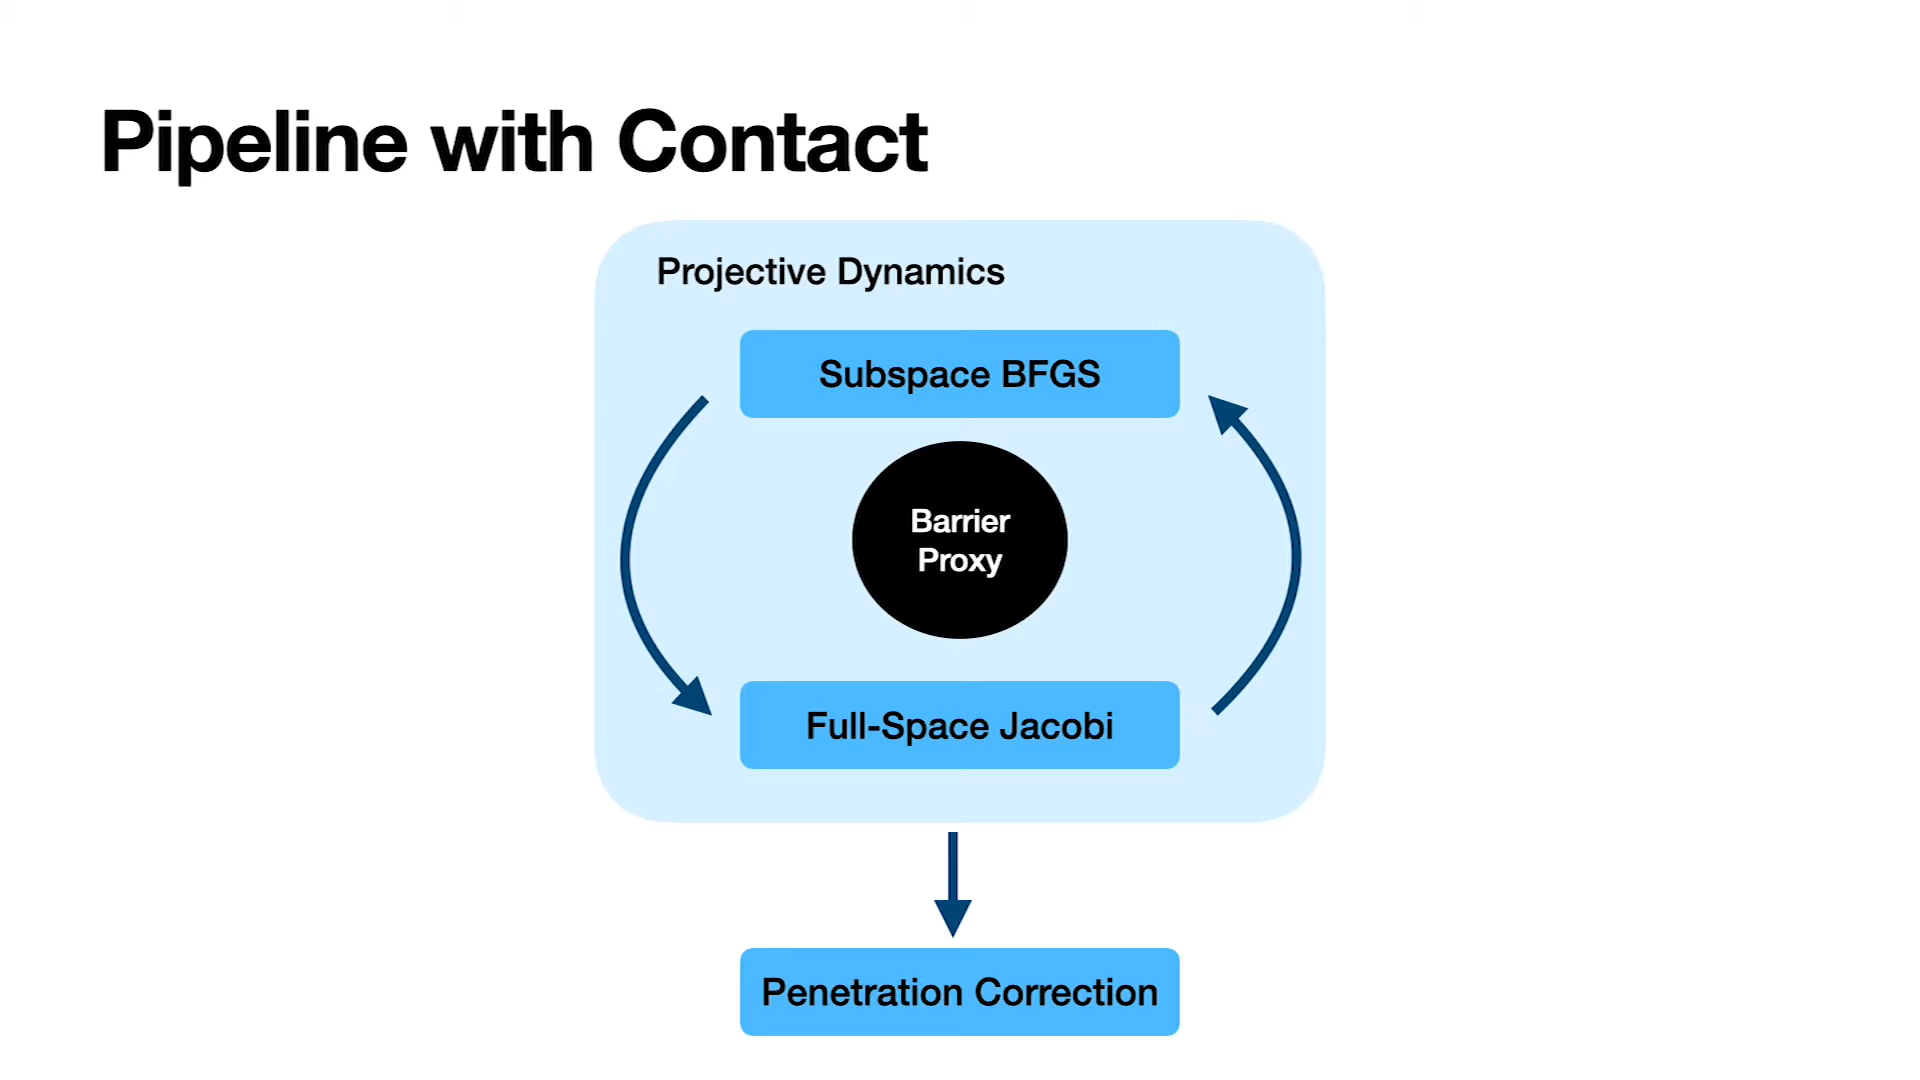 Pipeline with Contact
Projective Dynamics
Subspace BFGS
Barrier
Proxy
Full-Space Jacobi
Penetration Correction